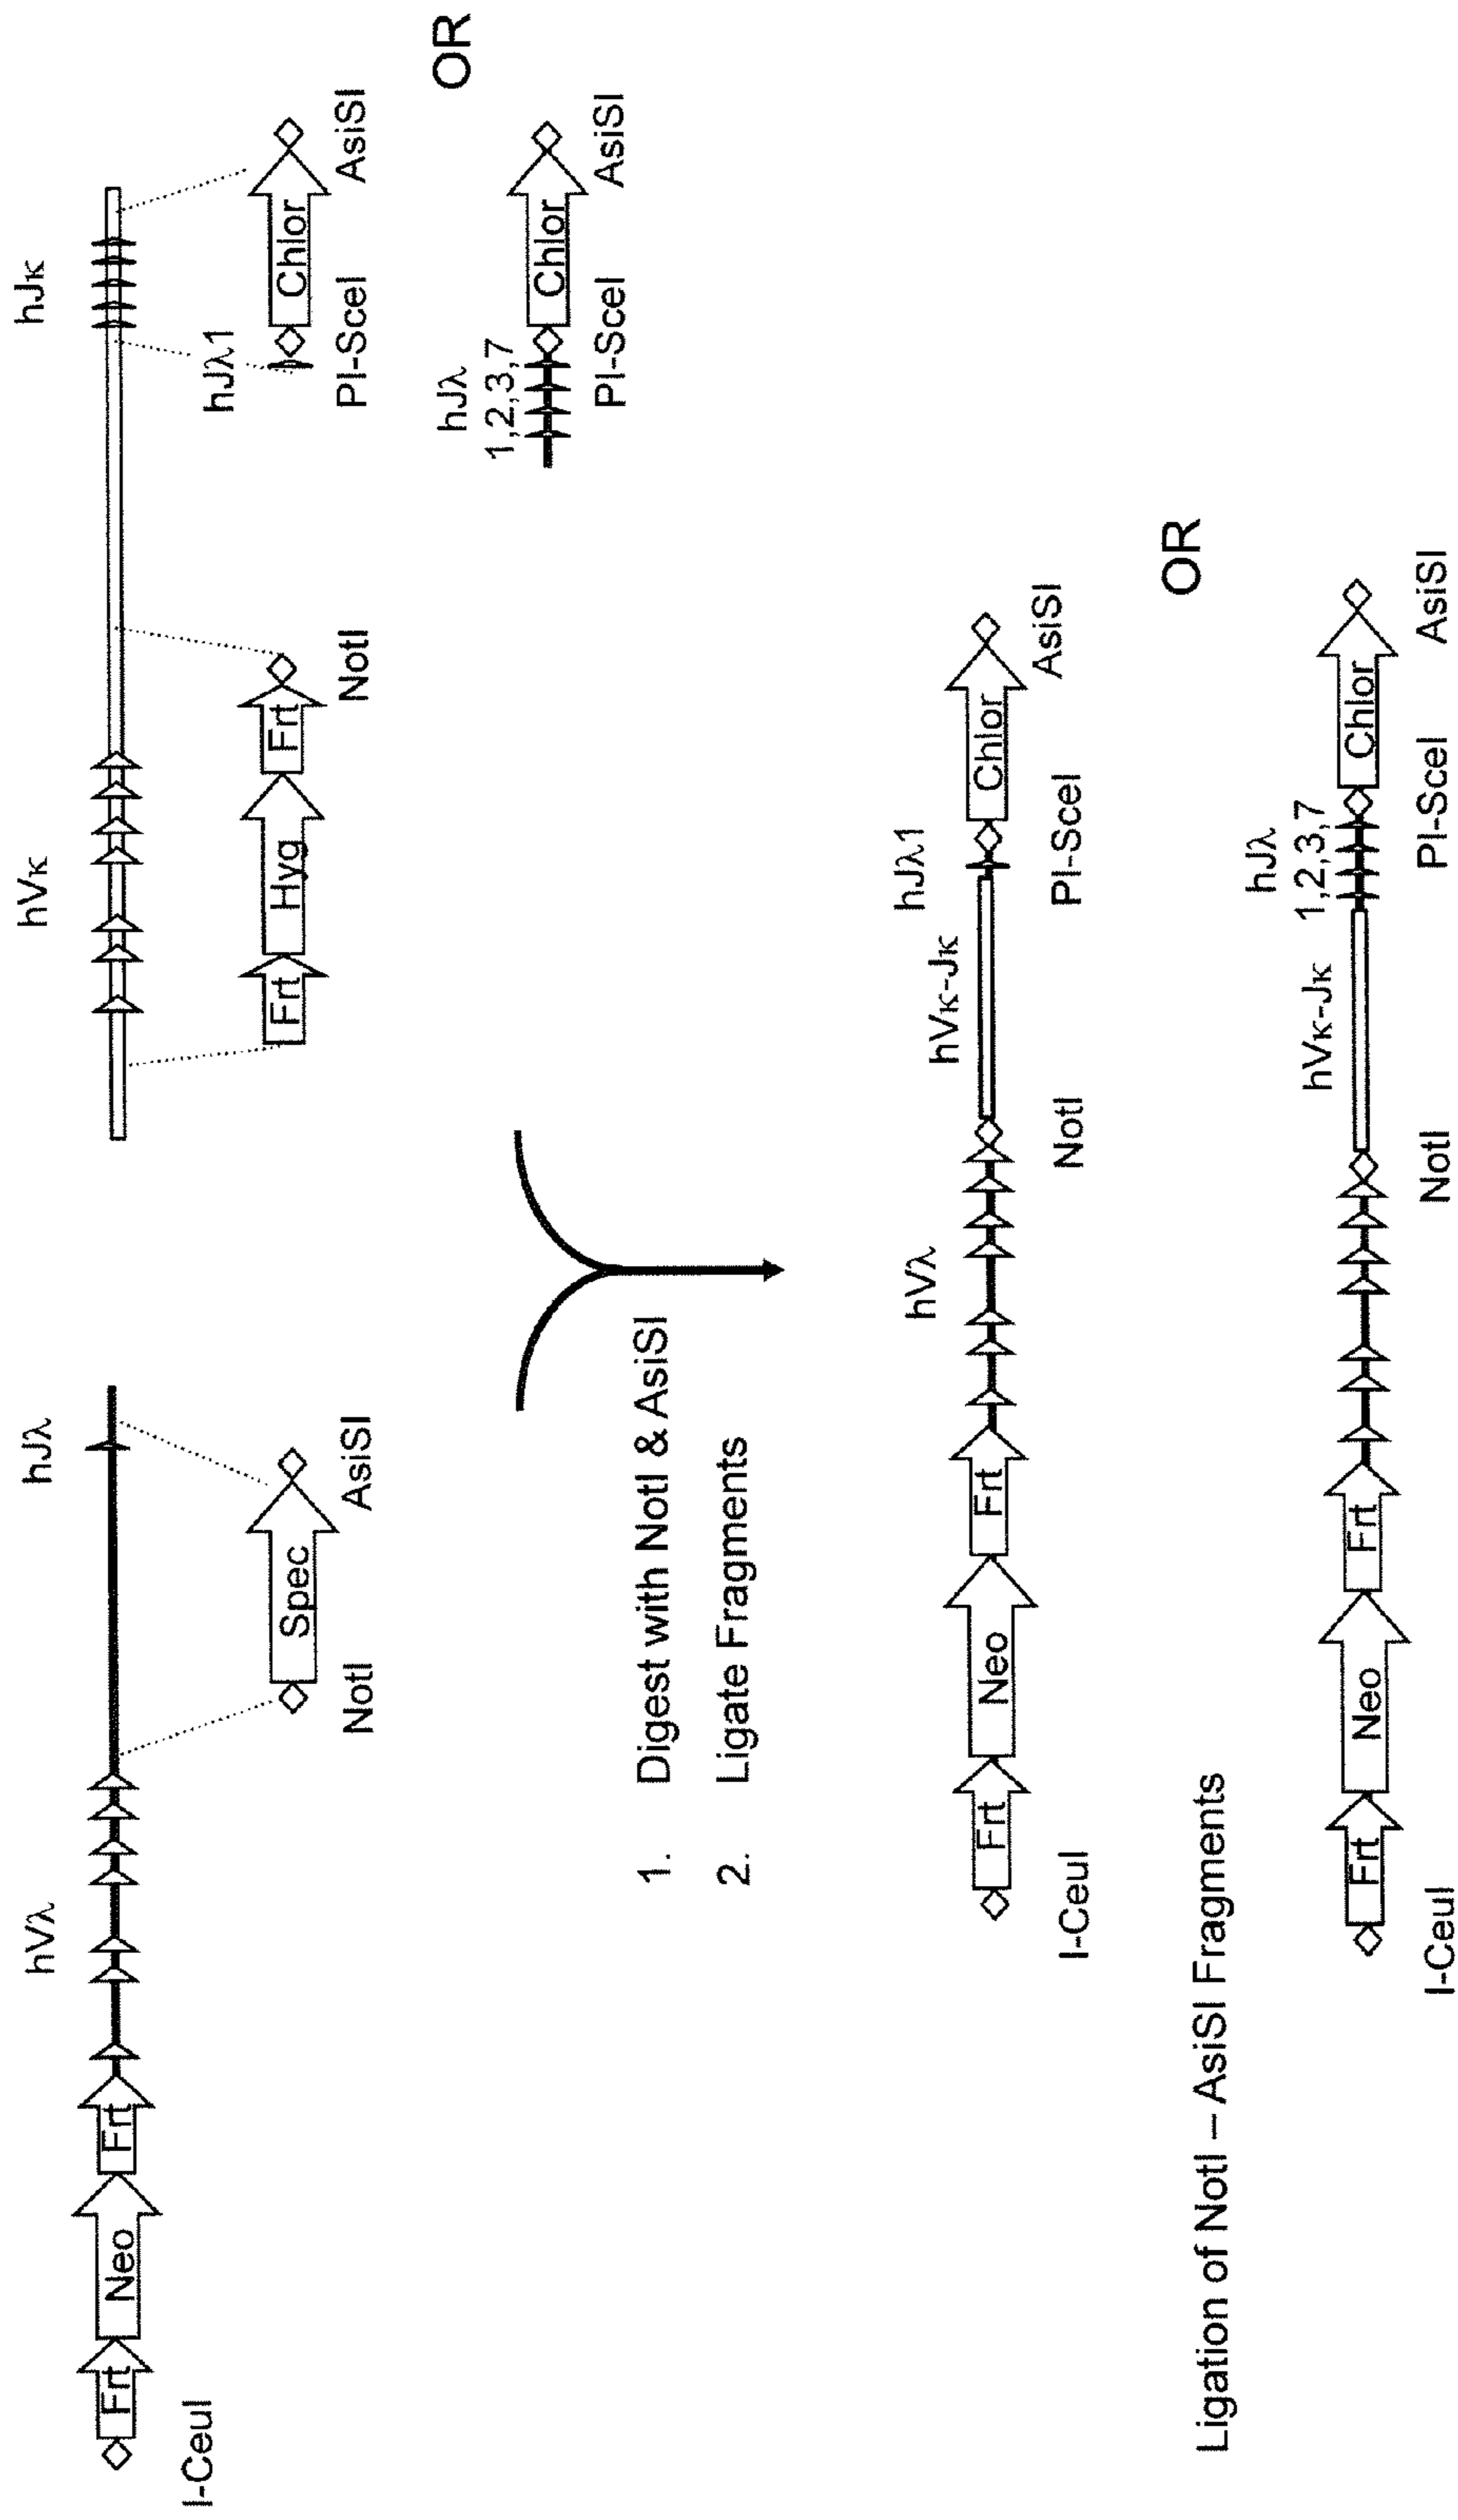 hVλ
hJλ
Frt
Neo
Frt
I-CeuI
Spec
NotI
AsiSI
hVκ
hJκ
Frt
Hyg
Frt
NotI
hJλ1
Chlor
PI-SceI
AsiSI
OR
hJλ
1,2,3,7
Chlor
PI-SceI
AsiSI
1. Digest with NotI & AsiSI
2. Ligate Fragments
hVλ
hVκ-Jκ
hJλ1
Frt
Neo
Frt
Chlor
I-CeuI
NotI
PI-SceI
AsiSI
OR
Ligation of NotI – AsiSI Fragments
hJλ
1,2,3,7
hVκ-Jκ
Frt
Neo
Frt
Chlor
I-CeuI
NotI
PI-SceI
AsiSI